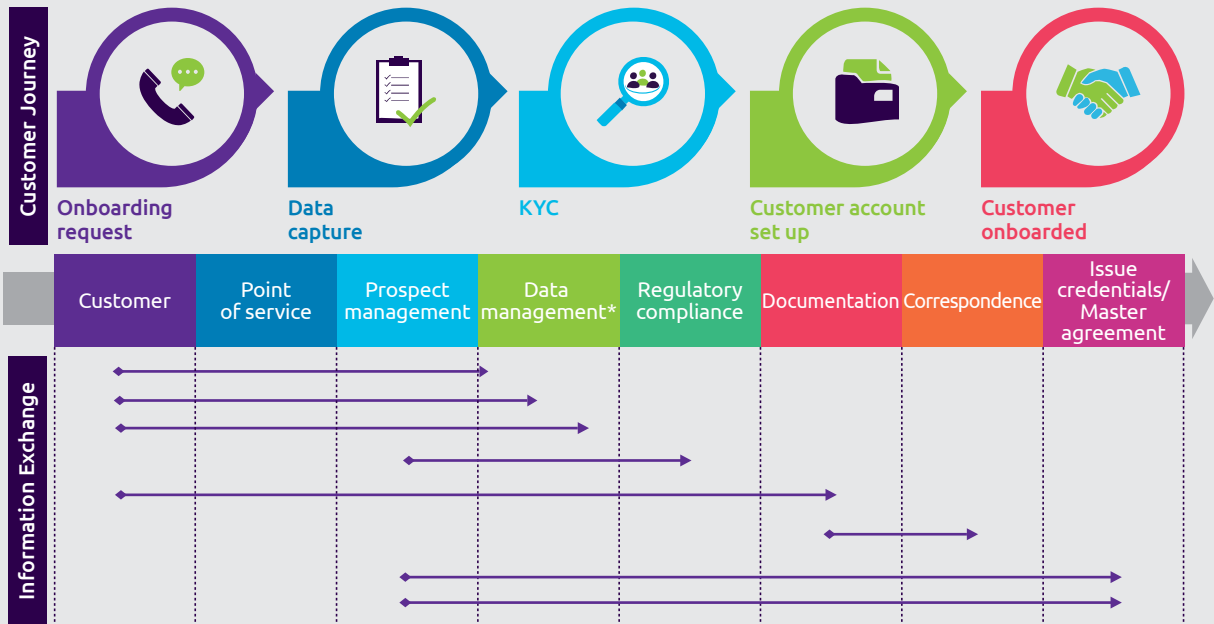 Customer Journey
Onboarding
request
Data
capture
KYC
Customer account
set up
Customer
onboarded
Customer
Point
of service
Prospect
management
Data
management*
Regulatory
compliance
Documentation
Correspondence
Issue
credentials/
Master
agreement
Information Exchange